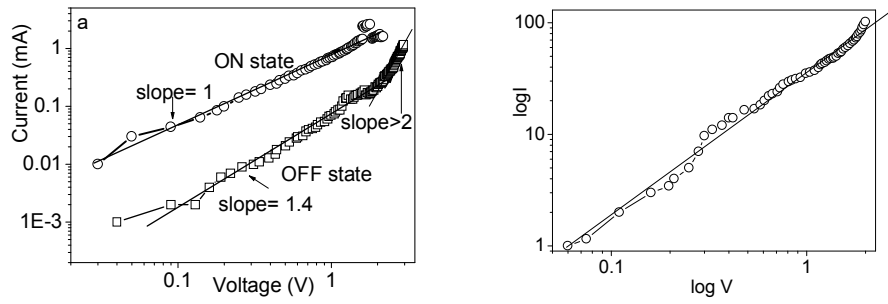 a
Current (mA)
1
0.1
0.01
1E-3
ON state
slope= 1
slope>2
OFF state
slope= 1.4
0.1
1
Voltage (V)
logI
100
10
1
0.1
1
log V